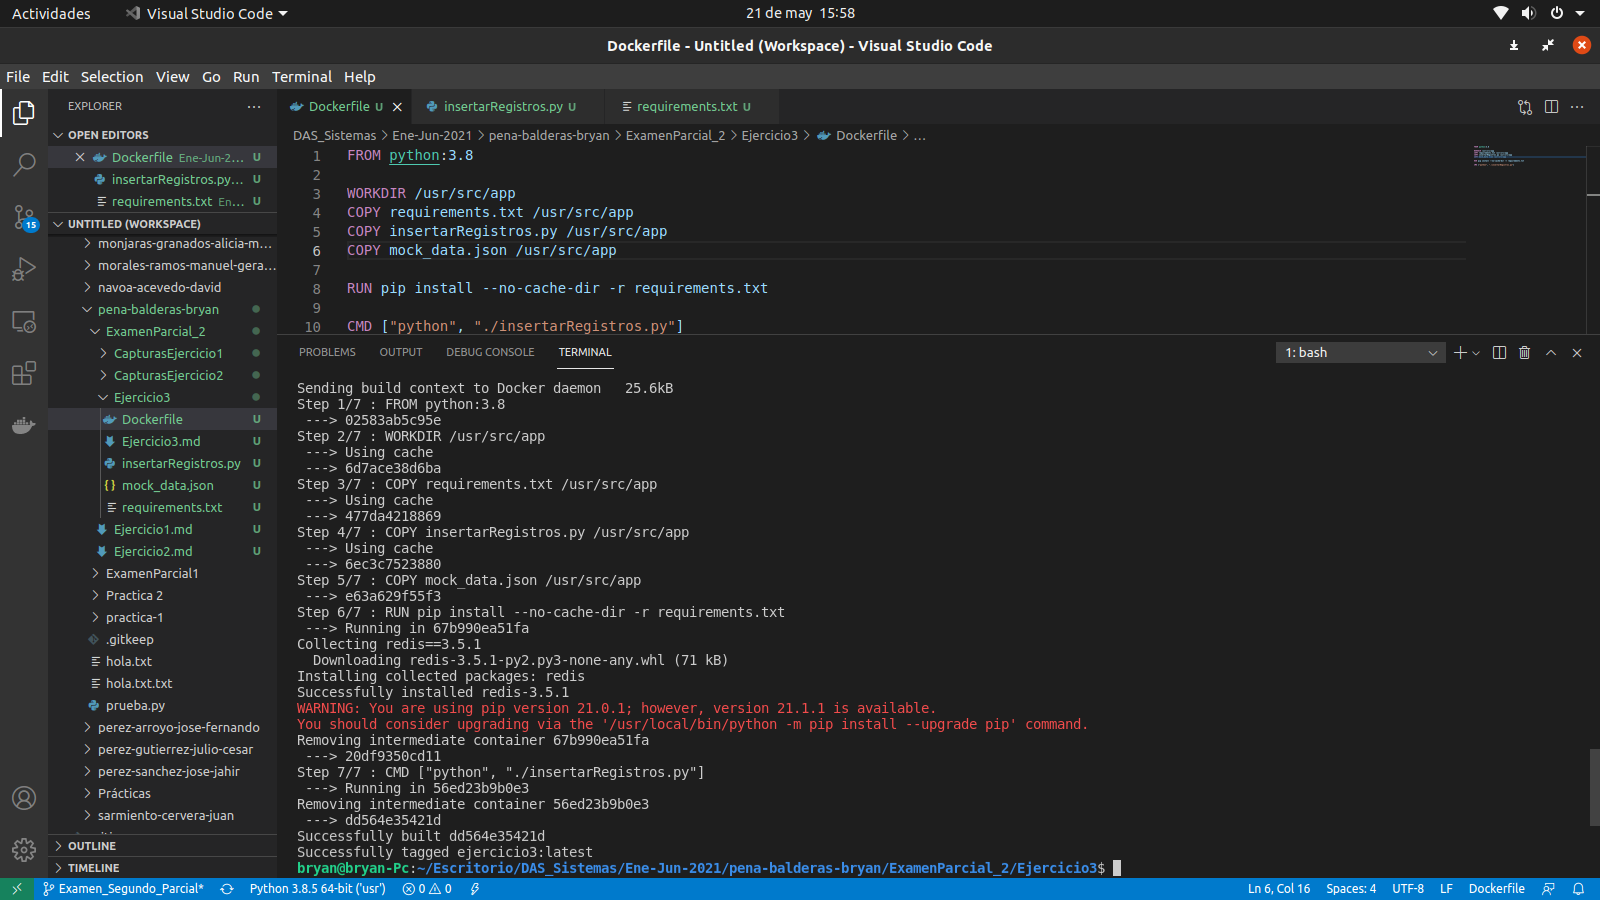 Actividades
Visual Studio Code
21 de may 15:58
Dockerfile - Untitled (Workspace) - Visual Studio Code
File Edit Selection View Go Run Terminal Help
EXPLORER
OPEN EDITORS
Dockerfile Ene-Jun-2... U
insertarRegistros.py... U
requirements.txt En... U
15
UNTITLED (WORKSPACE)
monjaras-granados-alicia-m...
morales-ramos-manuel-gera...
navoa-acevedo-david
pena-balderas-bryan
ExamenParcial_2
CapturasEjercicio1
CapturasEjercicio2
Ejercicio3
Dockerfile U
Ejercicio3.md U
insertarRegistros.py U
{} mock_data.json U
requirements.txt U
Ejercicio1.md U
Ejercicio2.md U
ExamenParcial1
Practica 2
practica-1
.gitkeep
hola.txt
hola.txt.txt
prueba.py
perez-arroyo-jose-fernando
perez-gutierrez-julio-cesar
perez-sanchez-jose-jahir
Prácticas
sarmiento-cervera-juan
OUTLINE
TIMELINE
Dockerfile U
insertarRegistros.py U
requirements.txt U
DAS_Sistemas > Ene-Jun-2021 > pena-balderas-bryan > ExamenParcial_2 > Ejercicio3 > Dockerfile > ...
1 FROM python:3.8
2
3 WORKDIR /usr/src/app
4 COPY requirements.txt /usr/src/app
5 COPY insertarRegistros.py /usr/src/app
6 COPY mock_data.json /usr/src/app
7
8 RUN pip install --no-cache-dir -r requirements.txt
9
10 CMD ["python", "./insertarRegistros.py"]
PROBLEMS OUTPUT DEBUG CONSOLE TERMINAL
1: bash
Sending build context to Docker daemon 25.6kB
Step 1/7 : FROM python:3.8
---> 02583ab5c95e
Step 2/7 : WORKDIR /usr/src/app
---> Using cache
---> 6d7ace38d6ba
Step 3/7 : COPY requirements.txt /usr/src/app
---> Using cache
---> 477da4218869
Step 4/7 : COPY insertarRegistros.py /usr/src/app
---> Using cache
---> 6ec3c7523880
Step 5/7 : COPY mock_data.json /usr/src/app
---> e63a629f55f3
Step 6/7 : RUN pip install --no-cache-dir -r requirements.txt
---> Running in 67b990ea51fa
Collecting redis==3.5.1
Downloading redis-3.5.1-py2.py3-none-any.whl (71 kB)
Installing collected packages: redis
Successfully installed redis-3.5.1
WARNING: You are using pip version 21.0.1; however, version 21.1.1 is available.
You should consider upgrading via the '/usr/local/bin/python -m pip install --upgrade pip' command.
Removing intermediate container 67b990ea51fa
---> 20df9350cd11
Step 7/7 : CMD ["python", "./insertarRegistros.py"]
---> Running in 56ed23b9b0e3
Removing intermediate container 56ed23b9b0e3
---> dd564e35421d
Successfully built dd564e35421d
Successfully tagged ejercicio3:latest
bryan@bryan-Pc:~/Escritorio/DAS_Sistemas/Ene-Jun-2021/pena-balderas-bryan/ExamenParcial_2/Ejercicio3$
Examen_Segundo_Parcial* Python 3.8.5 64-bit ('usr') 0 0 Ln 6, Col 16 Spaces: 4 UTF-8 LF Dockerfile